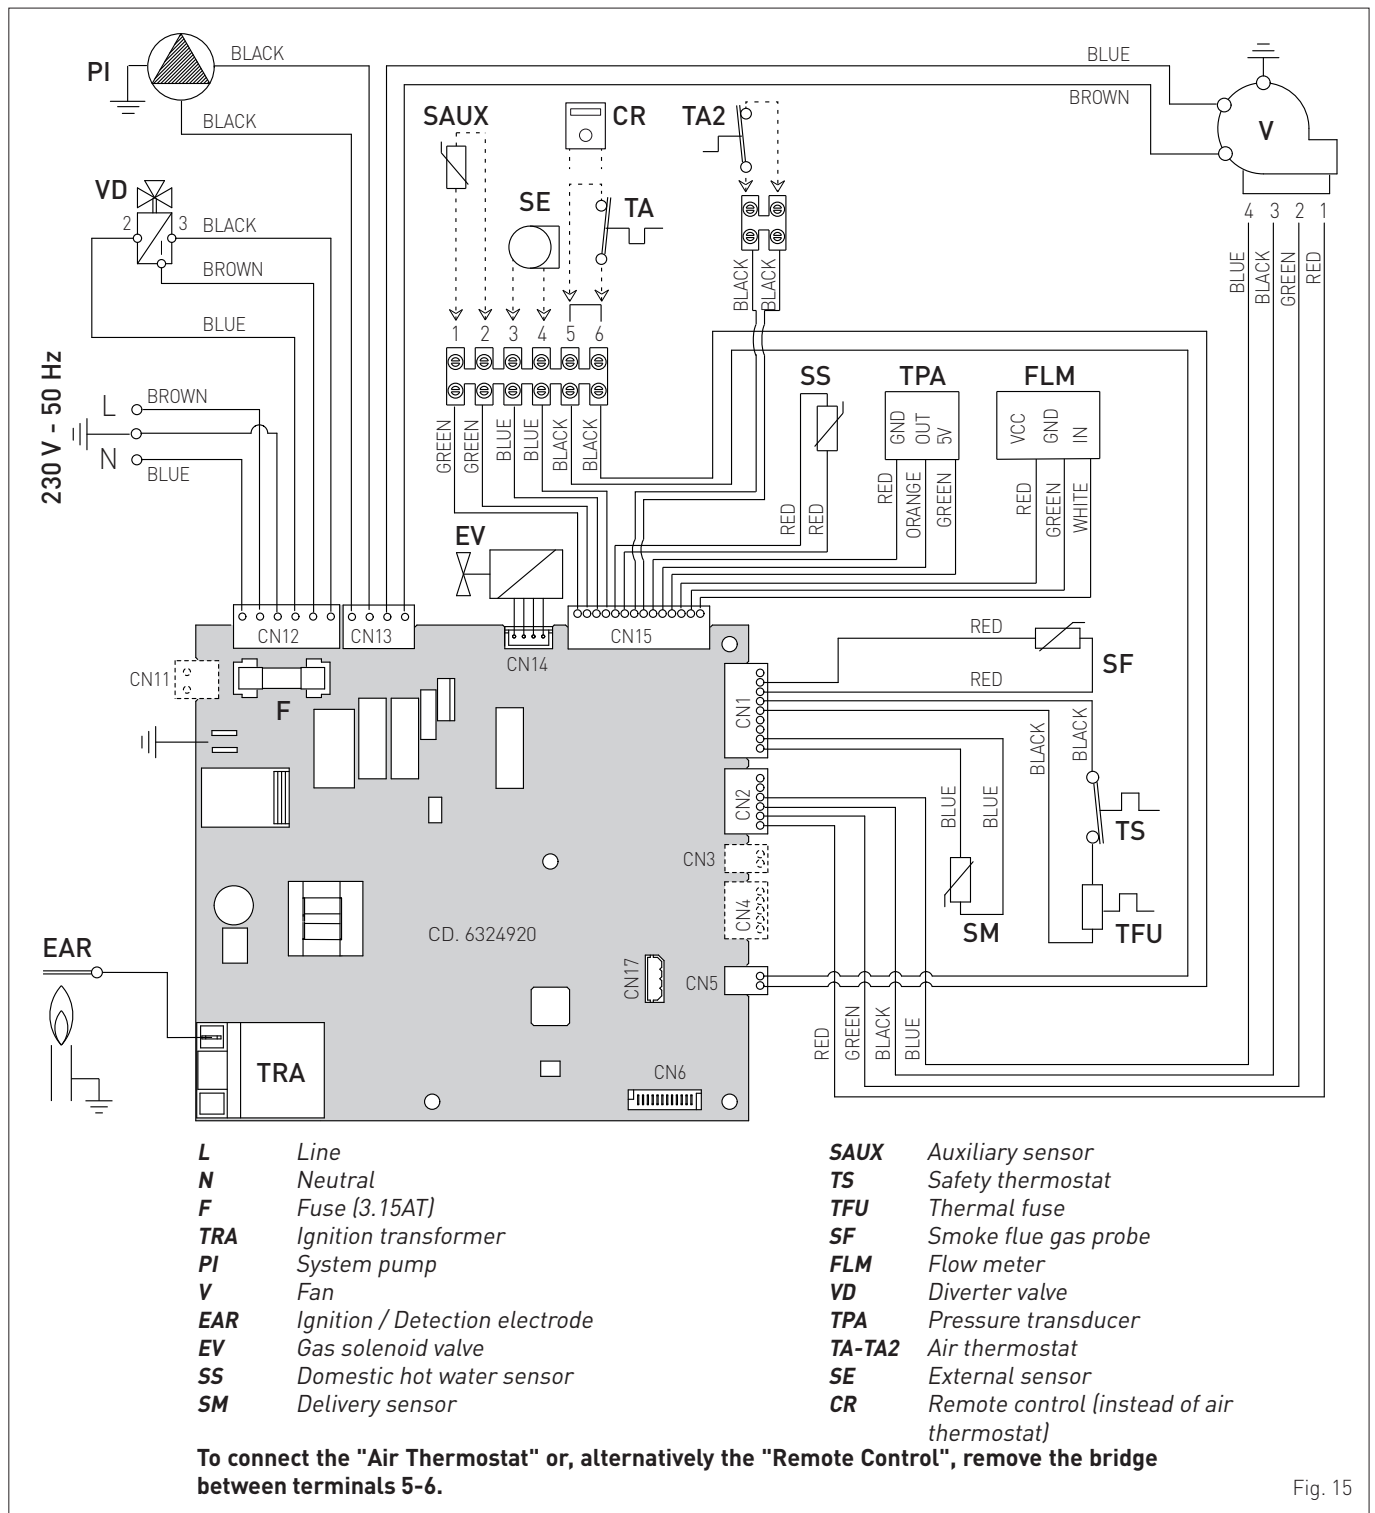 PI
BLACK
BLACK
BLUE
BROWN
V
SAUX
CR
TA2
VD
2
3
BLACK
BROWN
BLUE
SE
TA
4 3 2 1
BLUE
BLACK
GREEN
RED
BLACK
BLACK
1 2 3 4 5 6
230 V - 50 Hz
L
BROWN
N
BLUE
GREEN
GREEN
BLUE
BLUE
BLACK
BLACK
SS
TPA
FLM
GND
OUT
5V
VCC
GND
IN
RED
RED
RED
ORANGE
GREEN
RED
GREEN
WHITE
EV
CN12
CN13
CN14
CN15
CN11
F
RED
SF
RED
CN1
BLACK
BLACK
TS
CN2
BLUE
BLUE
CN3
CN4
SM
TFU
CD. 6324920
EAR
CN17
CN5
RED
GREEN
BLACK
BLUE
TRA
CN6
L Line
N Neutral
F Fuse (3.15AT)
TRA Ignition transformer
PI System pump
V Fan
EAR Ignition / Detection electrode
EV Gas solenoid valve
SS Domestic hot water sensor
SM Delivery sensor
SAUX Auxiliary sensor
TS Safety thermostat
TFU Thermal fuse
SF Smoke flue gas probe
FLM Flow meter
VD Diverter valve
TPA Pressure transducer
TA-TA2 Air thermostat
SE External sensor
CR Remote control (instead of air
thermostat)
To connect the "Air Thermostat" or, alternatively the "Remote Control", remove the bridge
between terminals 5-6.
Fig. 15